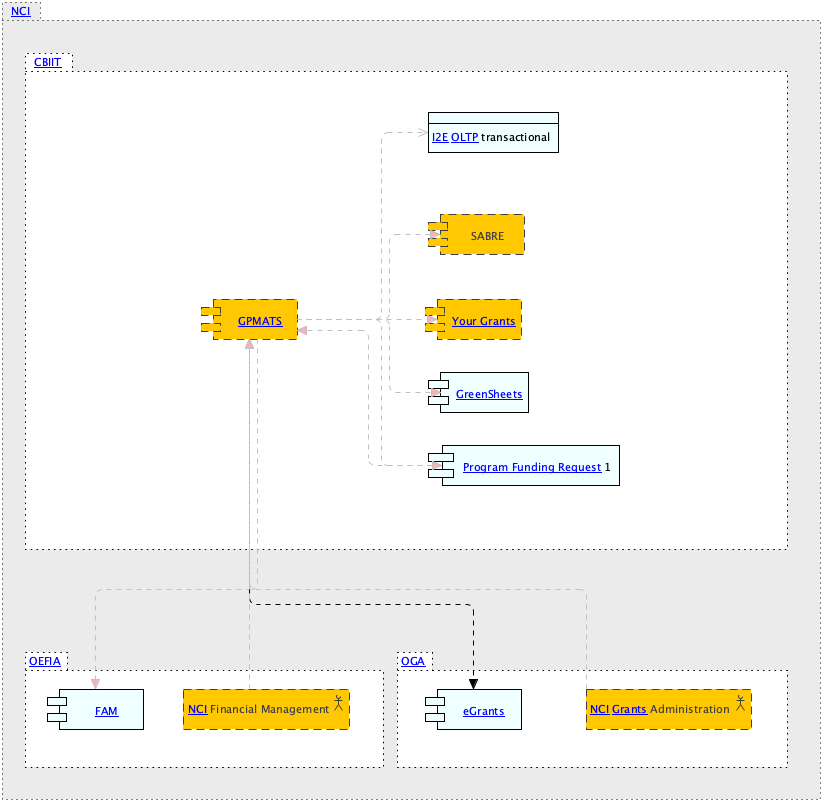 NCI
CBIIT
I2E OLTP transactional
SABRE
GPMATS
Your Grants
GreenSheets
Program Funding Request 1
OEFIA
OGA
FAM
NCI Financial Management
eGrants
NCI Grants Administration